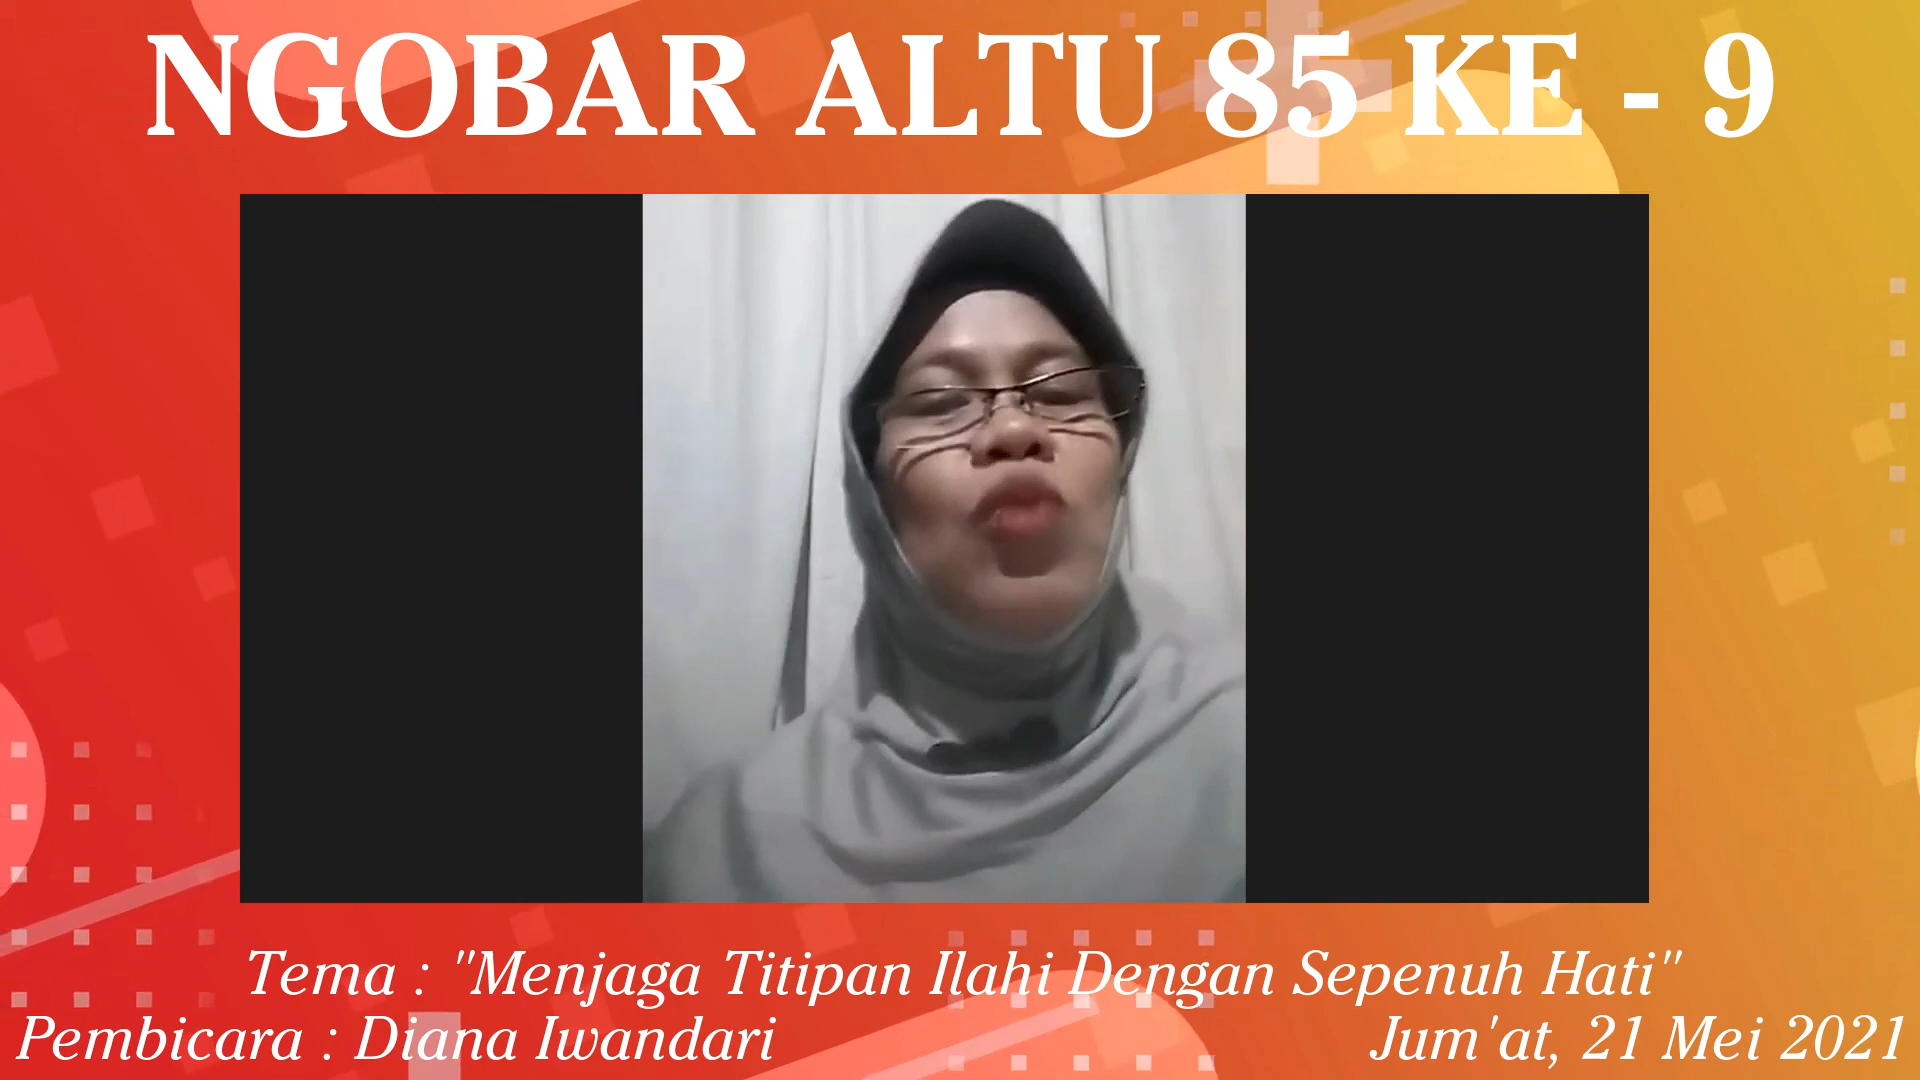 NGOBAR ALTU 85 KE - 9
Tema : "Menjaga Titipan Ilahi Dengan Sepenuh Hati"
Pembicara : Diana Iwandari
Jum'at, 21 Mei 2021